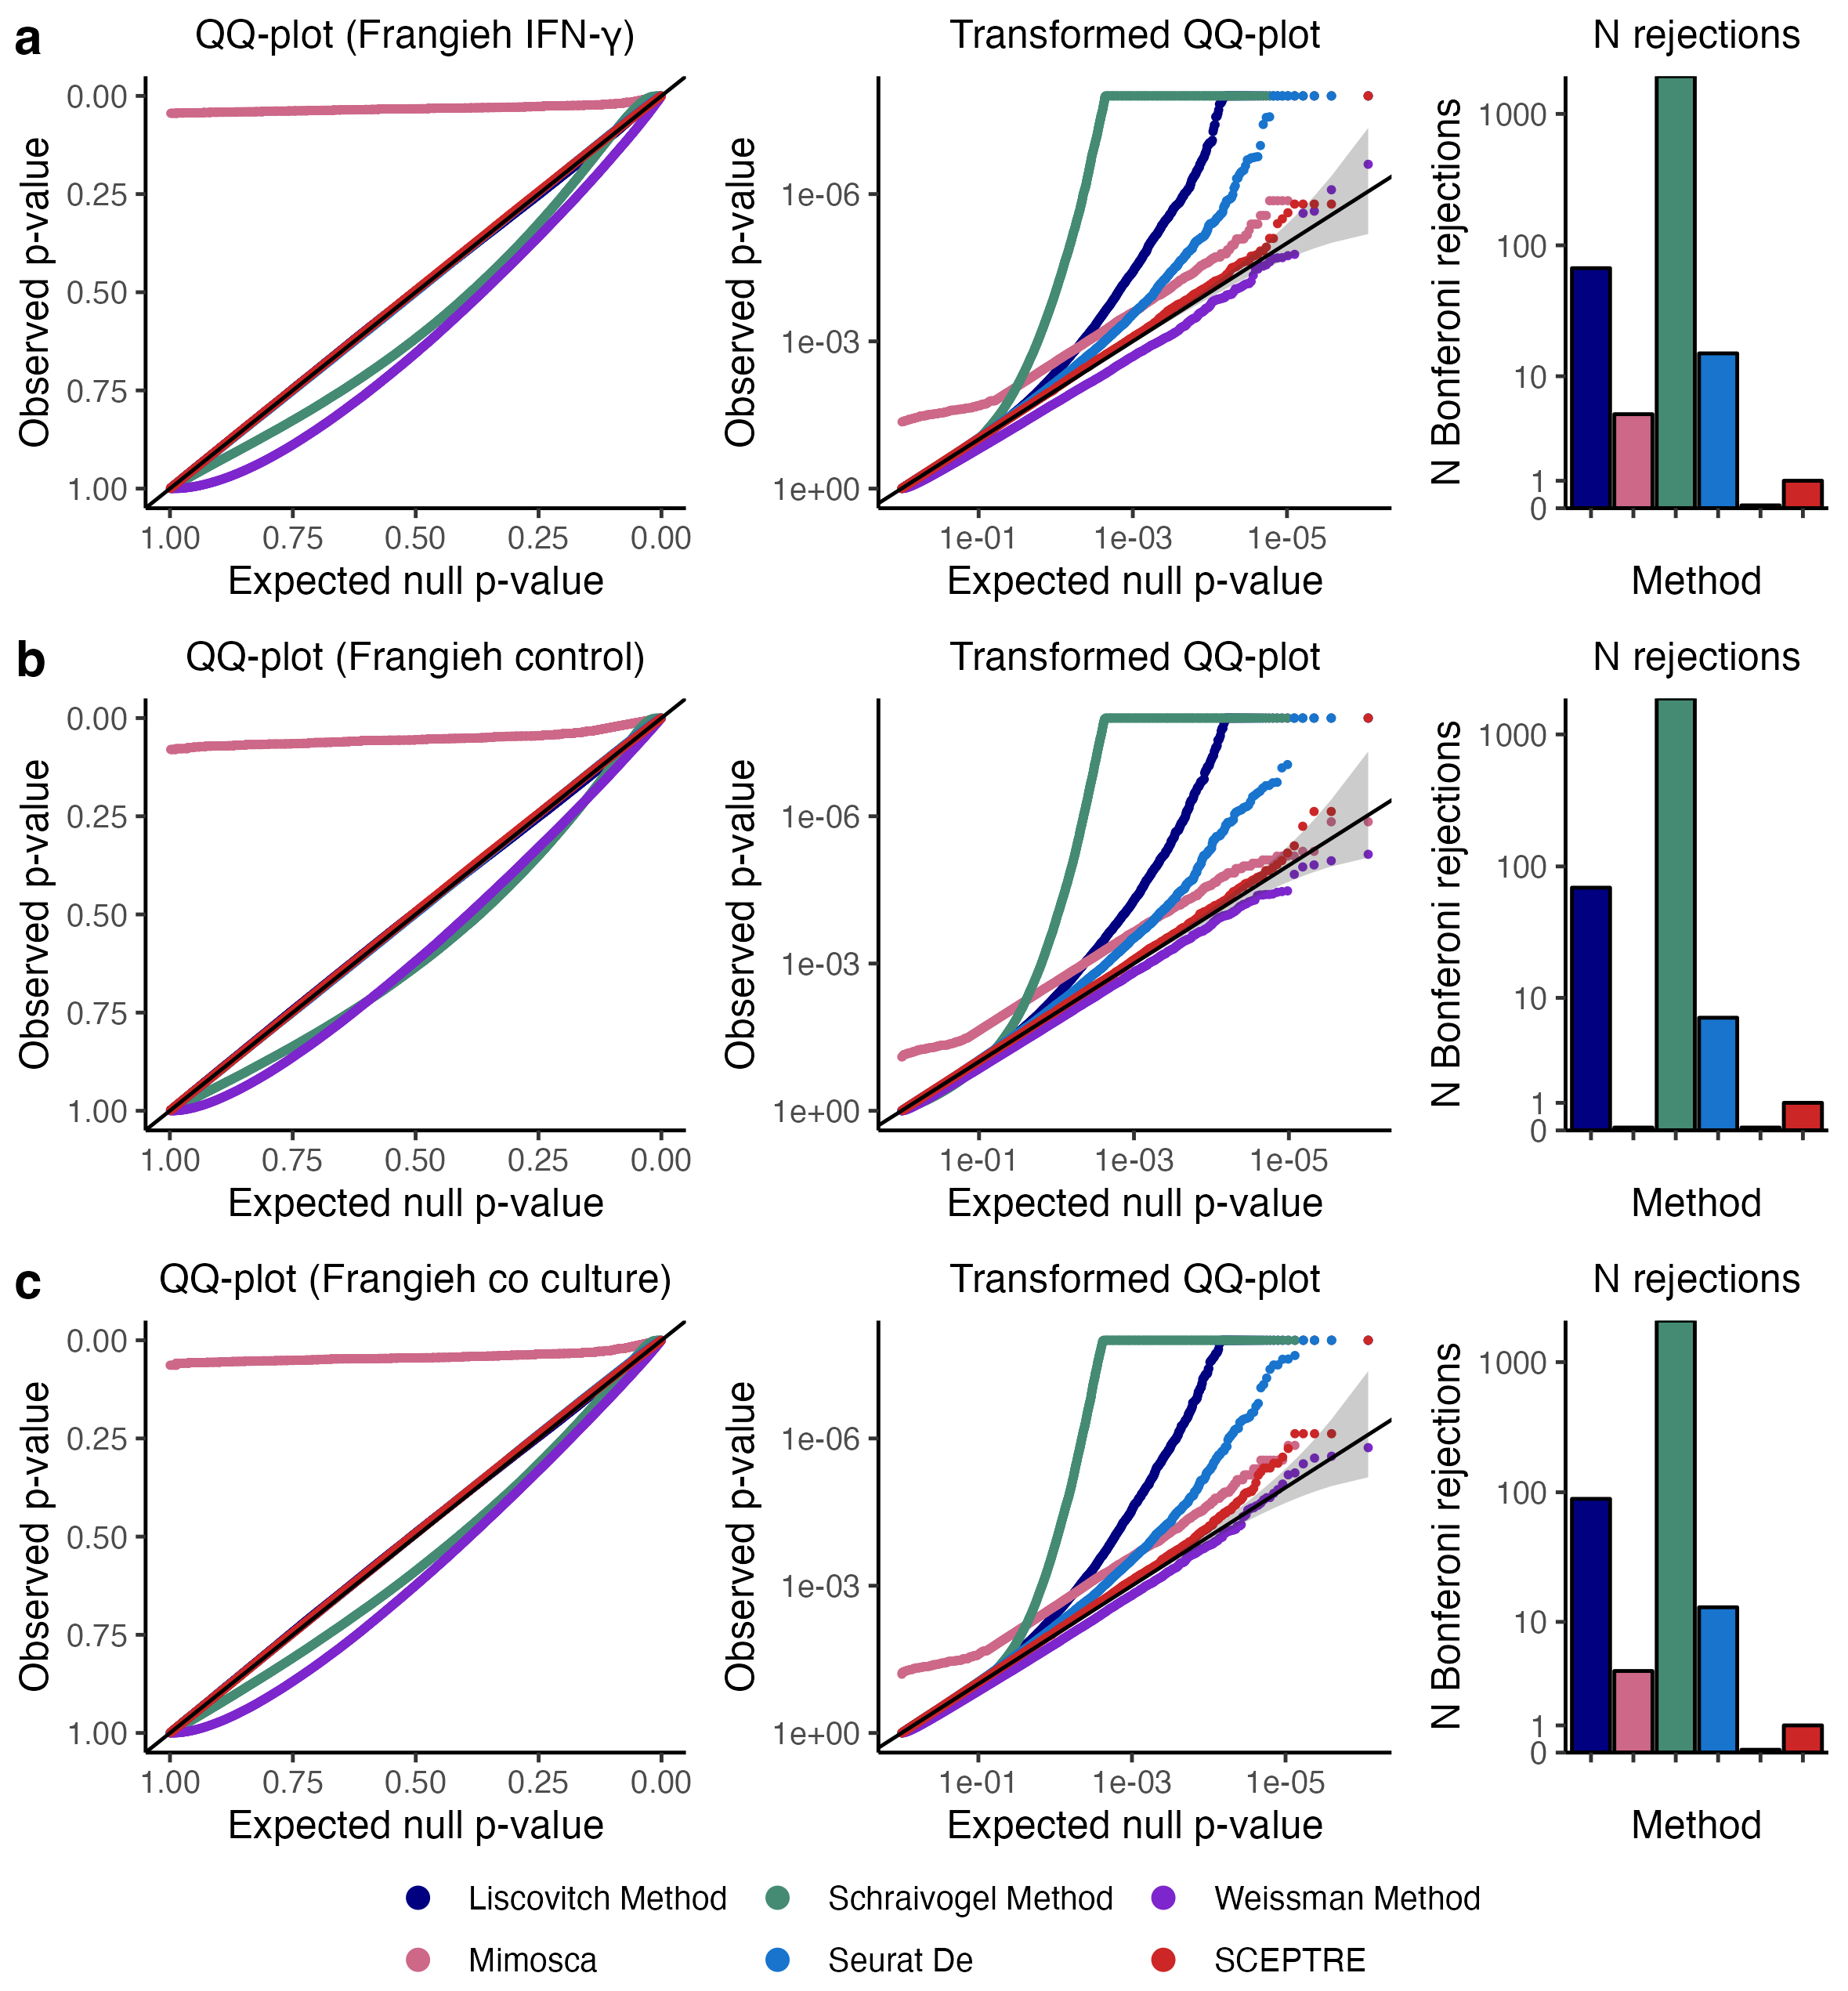 a
QQ-plot (Frangieh IFN-γ)
Transformed QQ-plot
N rejections
Observed p-value
0.00
0.25
0.50
0.75
1.00
1.00 0.75 0.50 0.25 0.00
Expected null p-value
Observed p-value
1e-06
1e-03
1e+00
1e-01 1e-03 1e-05
Expected null p-value
N Bonferoni rejections
1000
100
10
1
0
Method
b
QQ-plot (Frangieh control)
Transformed QQ-plot
N rejections
Observed p-value
0.00
0.25
0.50
0.75
1.00
1.00 0.75 0.50 0.25 0.00
Expected null p-value
Observed p-value
1e-06
1e-03
1e+00
1e-01 1e-03 1e-05
Expected null p-value
N Bonferoni rejections
1000
100
10
1
0
Method
c
QQ-plot (Frangieh co culture)
Transformed QQ-plot
N rejections
Observed p-value
0.00
0.25
0.50
0.75
1.00
1.00 0.75 0.50 0.25 0.00
Expected null p-value
Observed p-value
1e-06
1e-03
1e+00
1e-01 1e-03 1e-05
Expected null p-value
N Bonferoni rejections
1000
100
10
1
0
Method
Liscovitch Method
Schraivogel Method
Weissman Method
Mimosca
Seurat De
SCEPTRE